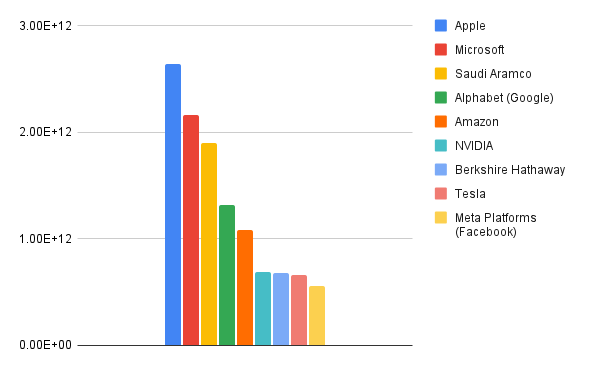 3.00E+12
2.00E+12
1.00E+12
0.00E+00
Apple
Microsoft
Saudi Aramco
Alphabet (Google)
Amazon
NVIDIA
Berkshire Hathaway
Tesla
Meta Platforms
(Facebook)